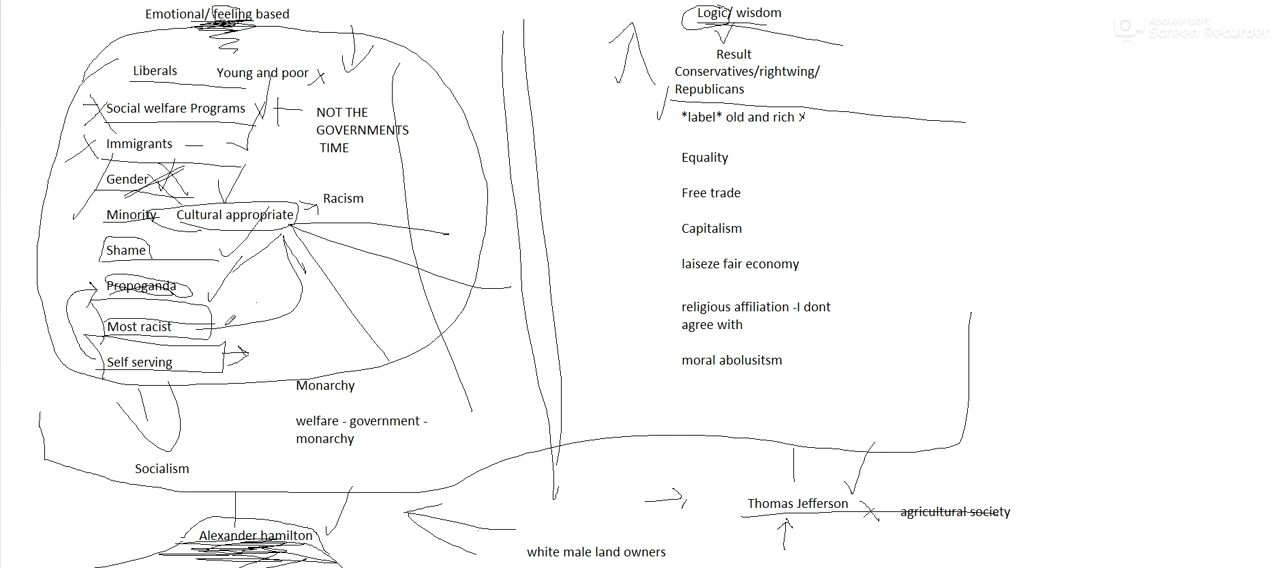 Emotional/ feeling based
Liberals
Young and poor x
Social welfare Programs
NOT THE
GOVERNMENTS
TIME
Immigrants
Gender
Racism
Minority
Cultural appropriate
Shame
Propoganda
Most racist
Self serving
Monarchy
welfare - government -
monarchy
Socialism
Alexander hamilton
white male land owners
Logic/ wisdom
Result
Conservatives/rightwing/
Republicans
*label* old and rich x
Equality
Free trade
Capitalism
laiseze fair economy
religious affiliation -I dont
agree with
moral abolusitsm
Thomas Jefferson
agricultural society
Apowersoft
Screen Recorder